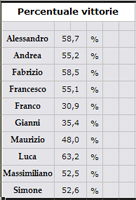 Percentuale vittorie
Alessandro 58,7 %
Andrea 55,2 %
Fabrizio 58,5 %
Francesco 55,1 %
Franco 30,9 %
Gianni 35,4 %
Maurizio 48,0 %
Luca 63,2 %
Massimiliano 52,5 %
Simone 52,6 %